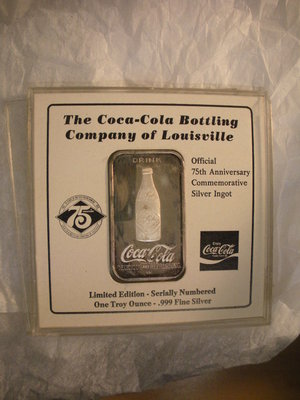 The Coca-Cola Bottling
Company of Louisville
DRINK
Official
75th Anniversary
Commemorative
Silver Ingot
75
Coca-Cola
Enjoy
Coca-Cola
Limited Edition - Serially Numbered
One Troy Ounce - .999 Fine Silver